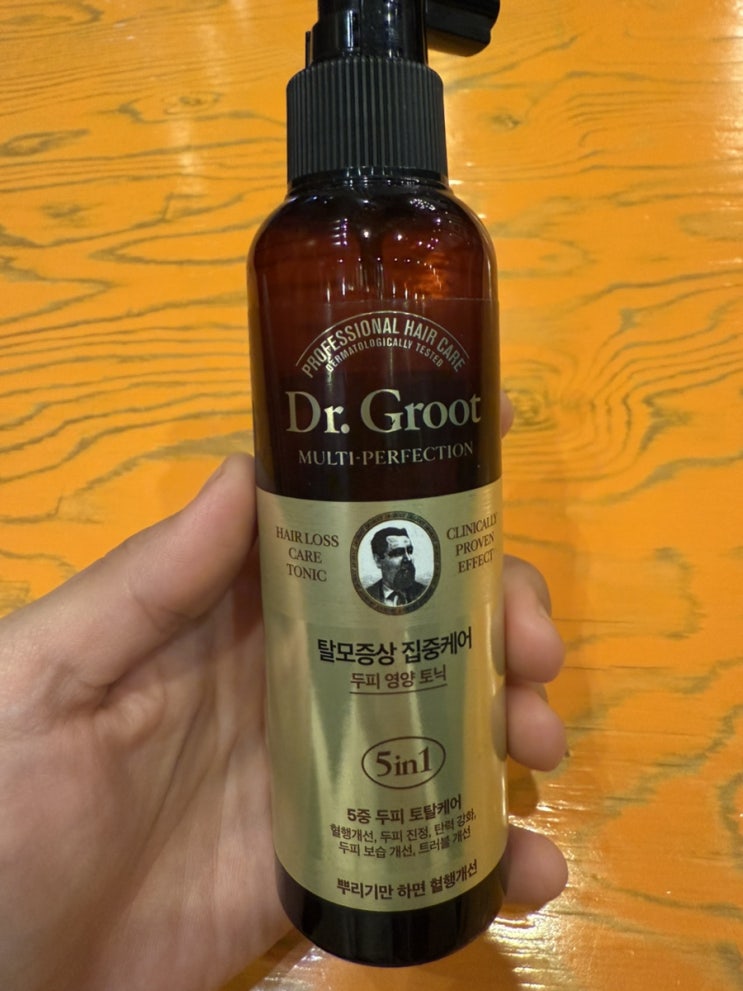 PROFESSIONAL HAIR CARE
DERMATOLOGICALLY TESTED
Dr. Groot
MULTI-PERFECTION
HAIR LOSS
CARE
TONIC
CLINICALLY
PROVEN
EFFECT
탈모증상 집중케어
두피 영양 토닉
5in1
5중 두피 토탈케어
혈행개선, 두피 진정, 탄력 강화,
두피 보습 개선, 트러블 개선
뿌리기만 하면 혈행개선